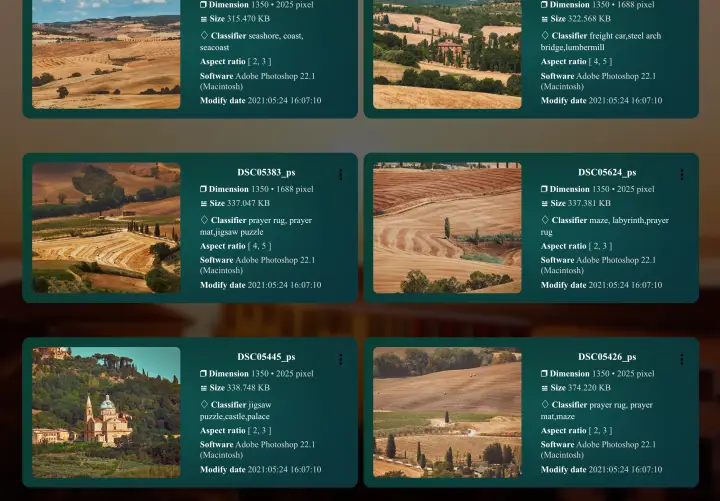 Dimension 1350 • 2025 pixel
Size 315.470 KB
Classifier seashore, coast,
seacoast
Aspect ratio [ 2, 3 ]
Software Adobe Photoshop 22.1
(Macintosh)
Modify date 2021:05:24 16:07:10
Dimension 1350 • 1688 pixel
Size 322.568 KB
Classifier freight car,steel arch
bridge,lumbermill
Aspect ratio [ 4, 5 ]
Software Adobe Photoshop 22.1
(Macintosh)
Modify date 2021:05:24 16:07:10
DSC05383_ps
Dimension 1350 • 1688 pixel
Size 337.047 KB
Classifier prayer rug, prayer
mat,jigsaw puzzle
Aspect ratio [ 4, 5 ]
Software Adobe Photoshop 22.1
(Macintosh)
Modify date 2021:05:24 16:07:10
DSC05624_ps
Dimension 1350 • 2025 pixel
Size 337.381 KB
Classifier maze, labyrinth,prayer
rug
Aspect ratio [ 2, 3 ]
Software Adobe Photoshop 22.1
(Macintosh)
Modify date 2021:05:24 16:07:10
DSC05445_ps
Dimension 1350 • 2025 pixel
Size 338.748 KB
Classifier jigsaw
puzzle,castle,palace
Aspect ratio [ 2, 3 ]
Software Adobe Photoshop 22.1
(Macintosh)
Modify date 2021:05:24 16:07:10
DSC05426_ps
Dimension 1350 • 2025 pixel
Size 374.220 KB
Classifier prayer rug, prayer
mat,maze
Aspect ratio [ 2, 3 ]
Software Adobe Photoshop 22.1
(Macintosh)
Modify date 2021:05:24 16:07:10